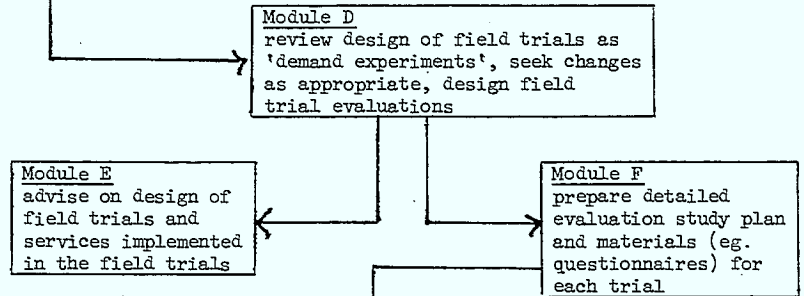 Module D
review design of field trials as
'demand experiments', seek changes
as appropriate, design field
trial evaluations
Module E
advise on design of
field trials and
services implemented
in the field trials
Module F
prepare detailed
evaluation study plan
and materials (eg.
questionnaires) for
each trial